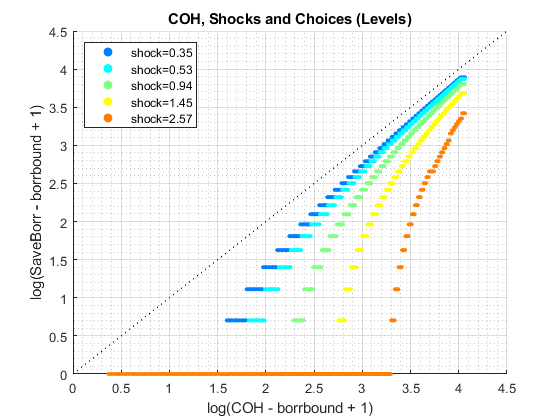 COH, Shocks and Choices (Levels)
4.5
4
3.5
3
2.5
2
1.5
1
0.5
0
log(SaveBorr - borrbound + 1)
shock=0.35
shock=0.53
shock=0.94
shock=1.45
shock=2.57
0 0.5 1 1.5 2 2.5 3 3.5 4 4.5
log(COH - borrbound + 1)